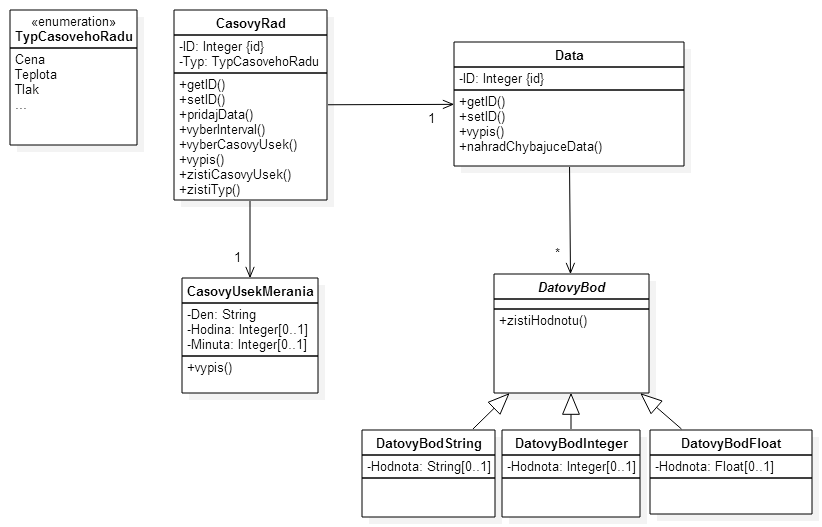 «enumeration»
TypCasovehoRadu
Cena
Teplota
Tlak
...
CasovyRad
-ID: Integer {id}
-Typ: TypCasovehoRadu
+getID()
+setID()
+pridajData()
+vyberInterval()
+vyberCasovyUsek()
+vypis()
+zistiCasovyUsek()
+zistiTyp()
1
Data
-ID: Integer {id}
+getID()
+setID()
+vypis()
+nahradChybajuceData()
1
*
CasovyUsekMerania
-Den: String
-Hodina: Integer[0..1]
-Minuta: Integer[0..1]
+vypis()
DatovyBod
+zistiHodnotu()
DatovyBodString
-Hodnota: String[0..1]
DatovyBodInteger
-Hodnota: Integer[0..1]
DatovyBodFloat
-Hodnota: Float[0..1]